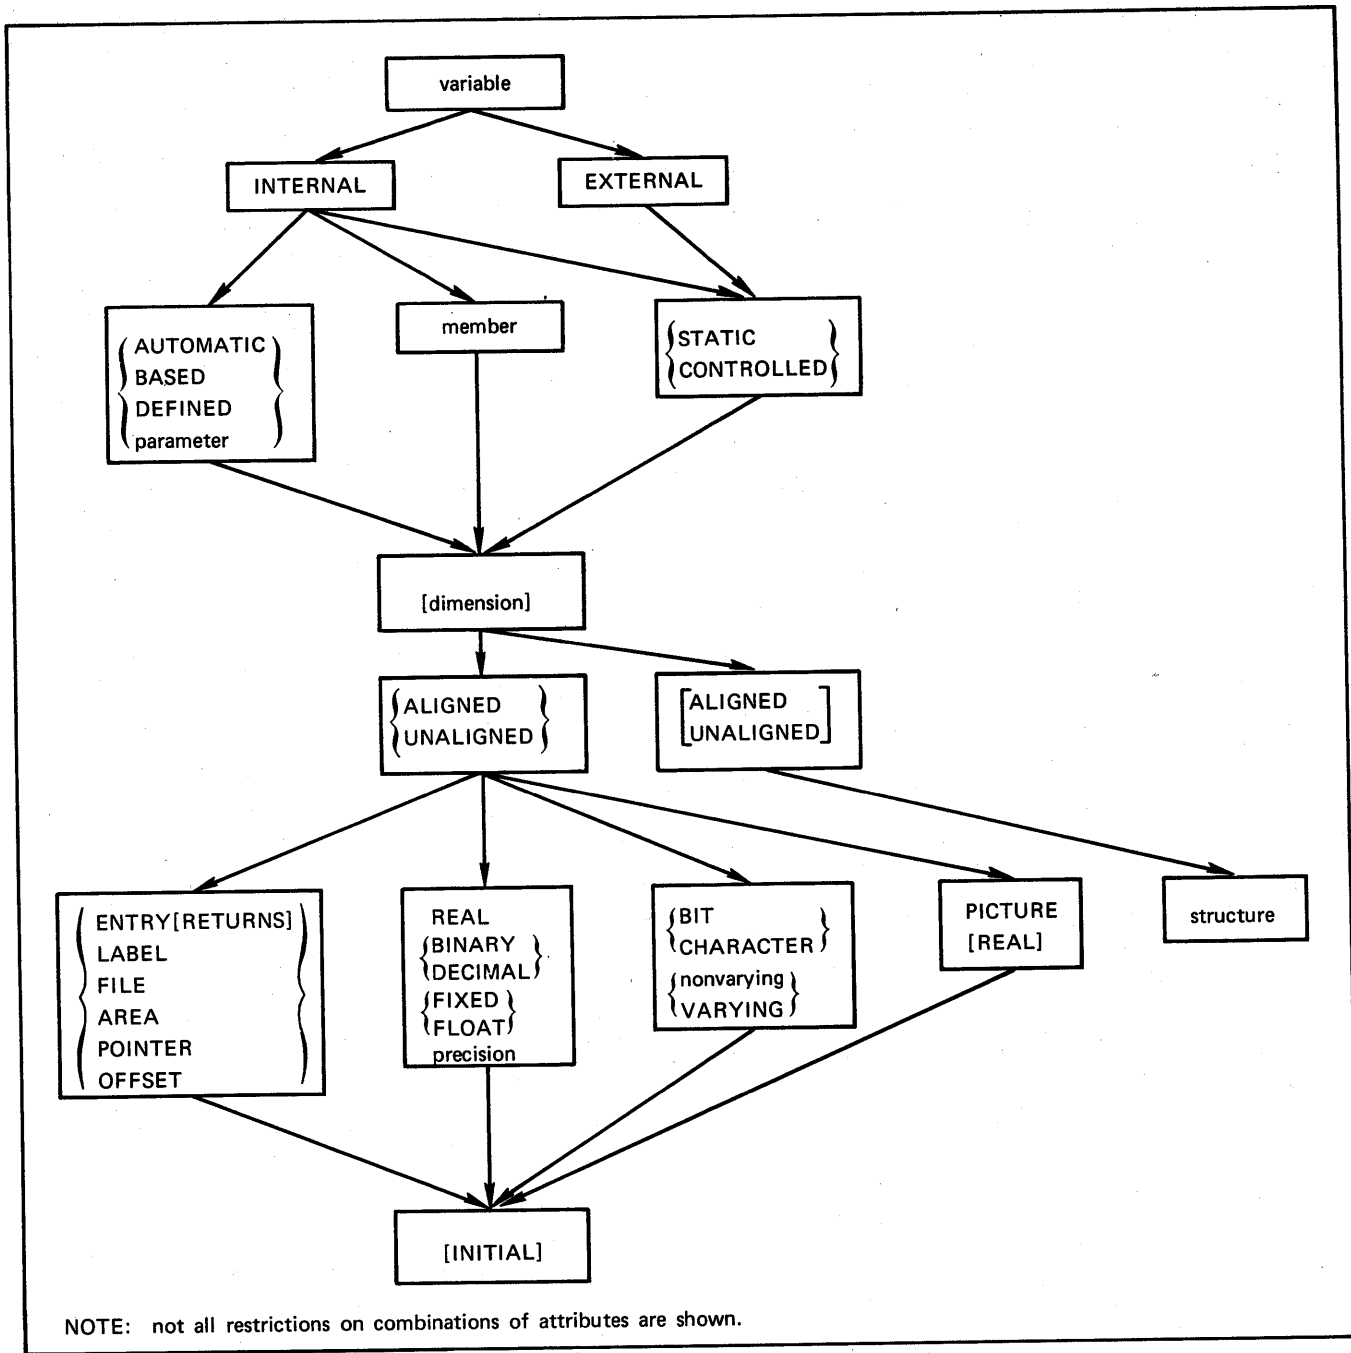 variable
INTERNAL
EXTERNAL
AUTOMATIC
BASED
DEFINED
parameter
member
STATIC
CONTROLLED
[dimension]
ALIGNED
UNALIGNED
ALIGNED
UNALIGNED
ENTRY[RETURNS]
LABEL
FILE
AREA
POINTER
OFFSET
REAL
BINARY
DECIMAL
FIXED
FLOAT
precision
BIT
CHARACTER
nonvarying
VARYING
PICTURE
[REAL]
structure
[INITIAL]
NOTE: not all restrictions on combinations of attributes are shown.